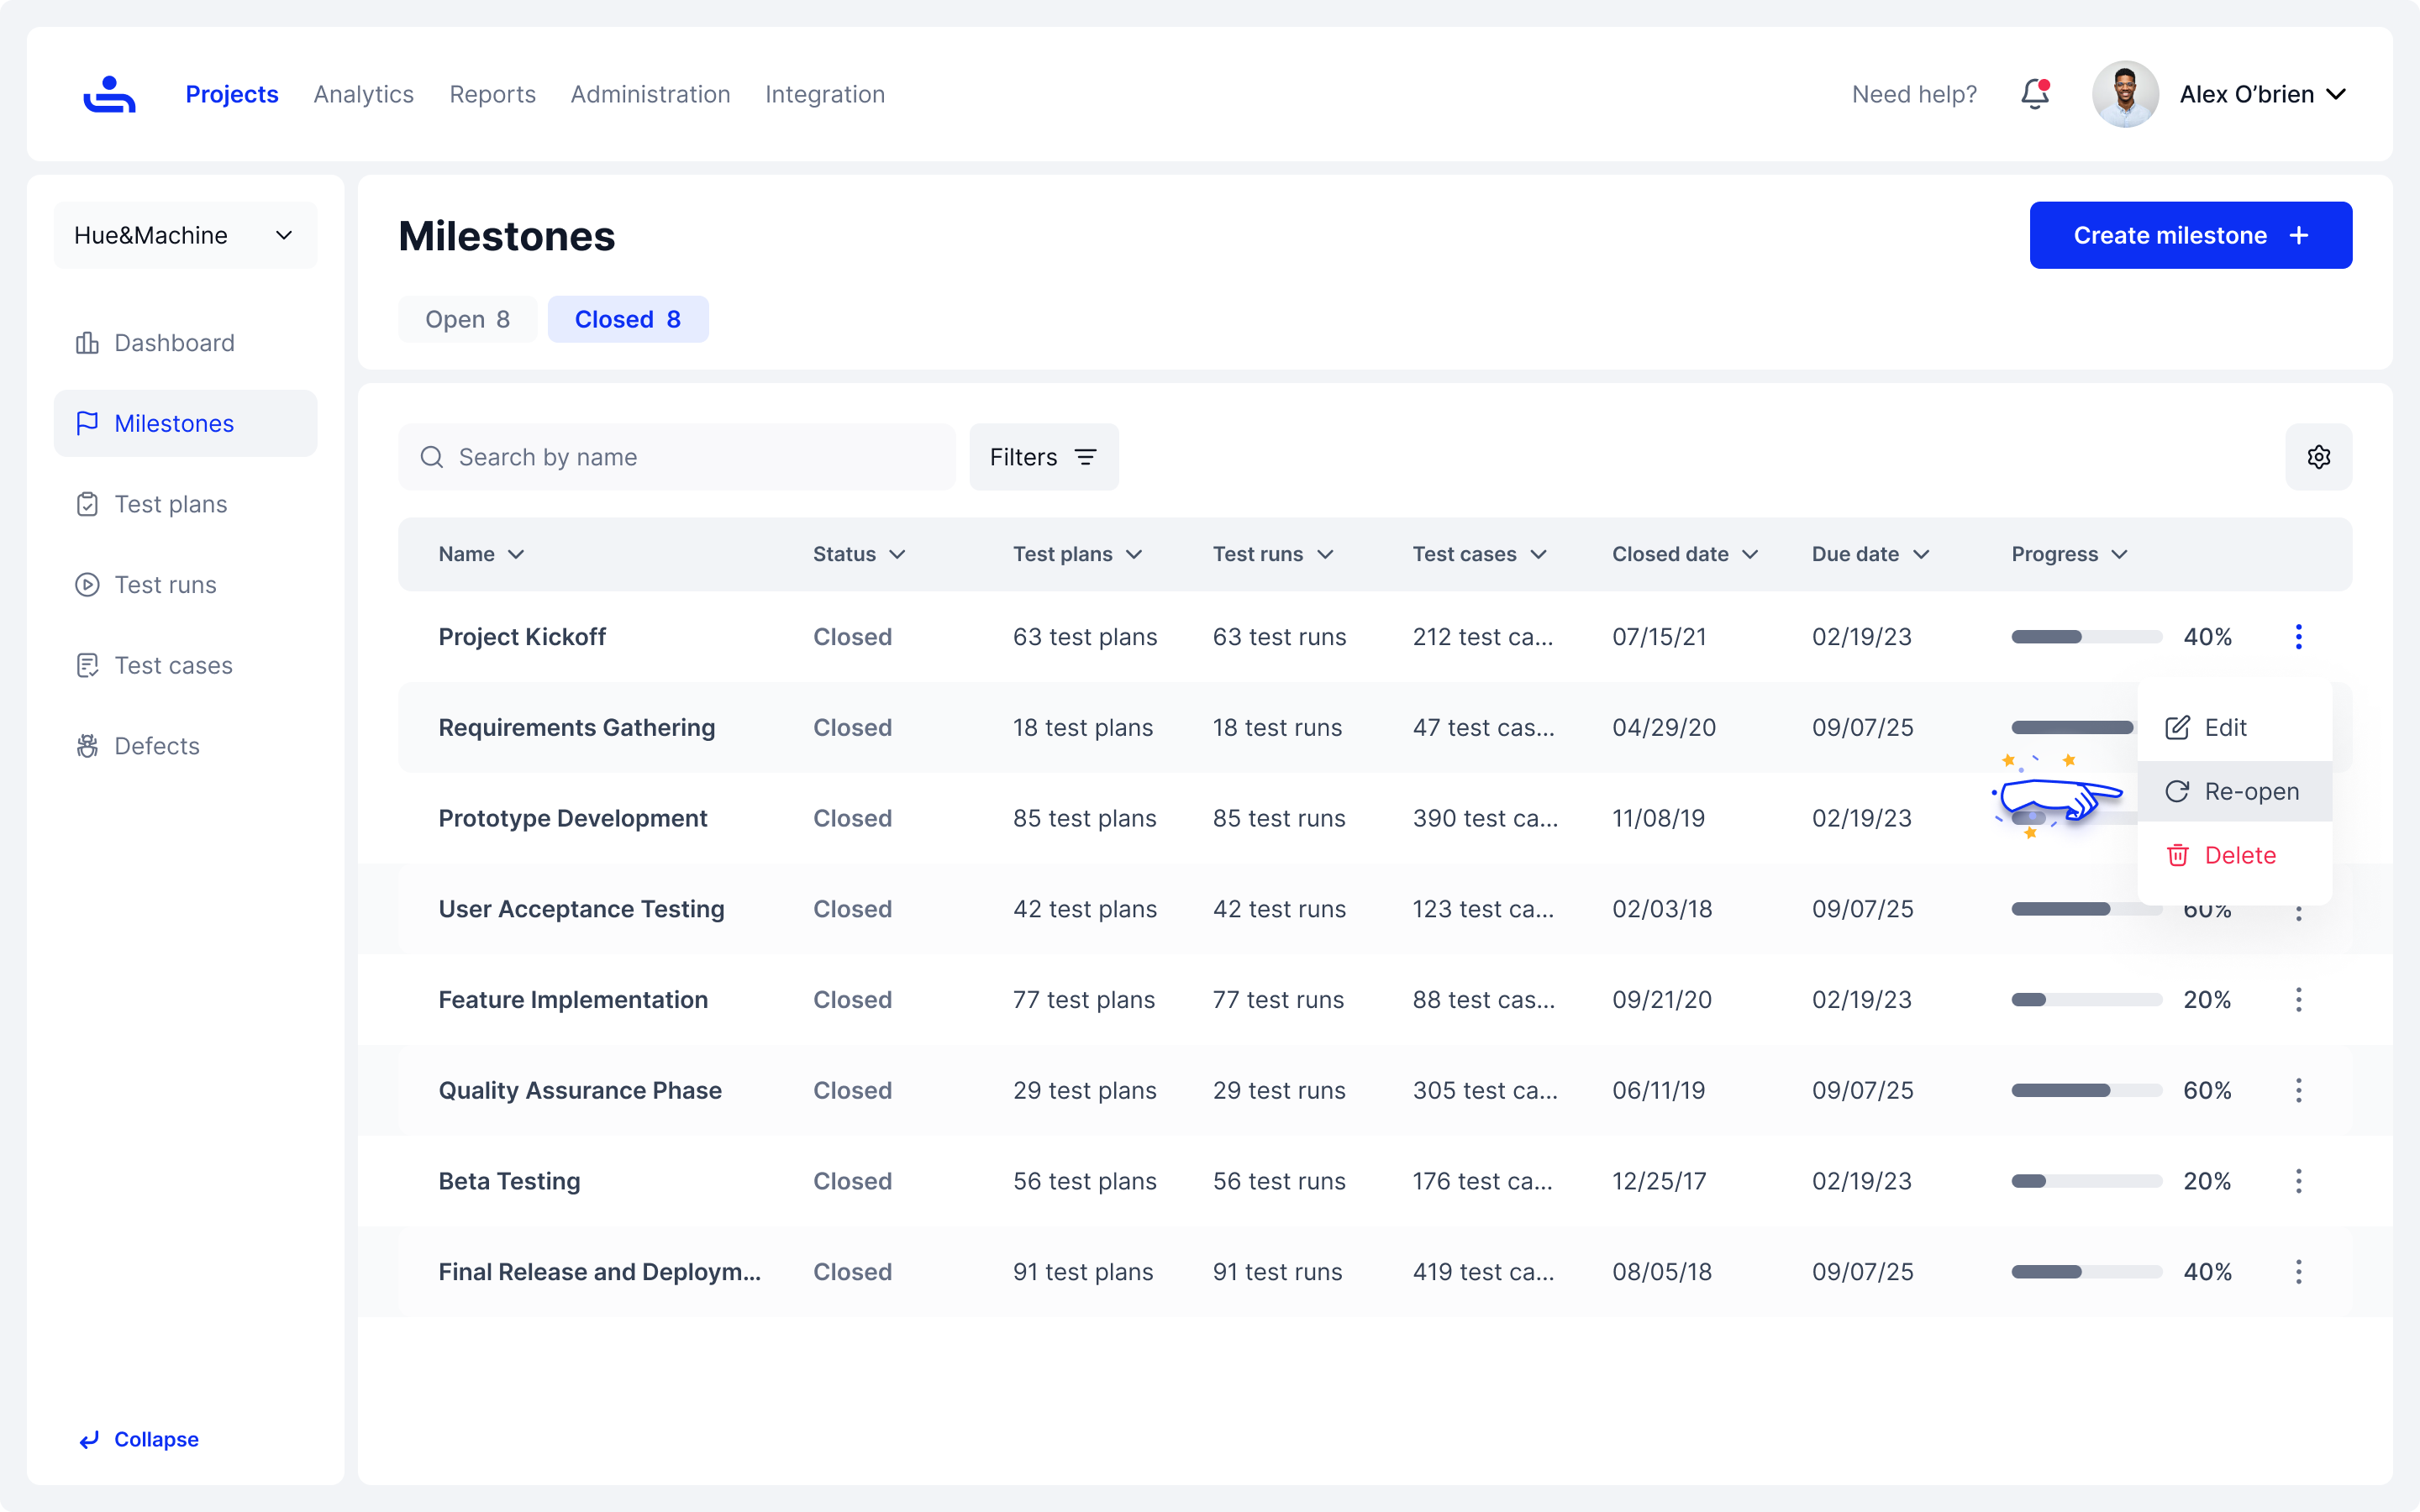 Projects Analytics Reports Administration Integration Need help? Alex O’brien
Hue&Machine
Dashboard
Milestones
Test plans
Test runs
Test cases
Defects
Collapse
Milestones
Create milestone
Open 8 Closed 8
Search by name Filters
Name Status Test plans Test runs Test cases Closed date Due date Progress
Project Kickoff Closed 63 test plans 63 test runs 212 test ca... 07/15/21 02/19/23 40%
Requirements Gathering Closed 18 test plans 18 test runs 47 test cas... 04/29/20 09/07/25
Prototype Development Closed 85 test plans 85 test runs 390 test ca... 11/08/19 02/19/23
User Acceptance Testing Closed 42 test plans 42 test runs 123 test ca... 02/03/18 09/07/25 60%
Feature Implementation Closed 77 test plans 77 test runs 88 test cas... 09/21/20 02/19/23 20%
Quality Assurance Phase Closed 29 test plans 29 test runs 305 test ca... 06/11/19 09/07/25 60%
Beta Testing Closed 56 test plans 56 test runs 176 test ca... 12/25/17 02/19/23 20%
Final Release and Deploym... Closed 91 test plans 91 test runs 419 test ca... 08/05/18 09/07/25 40%
Edit
Re-open
Delete